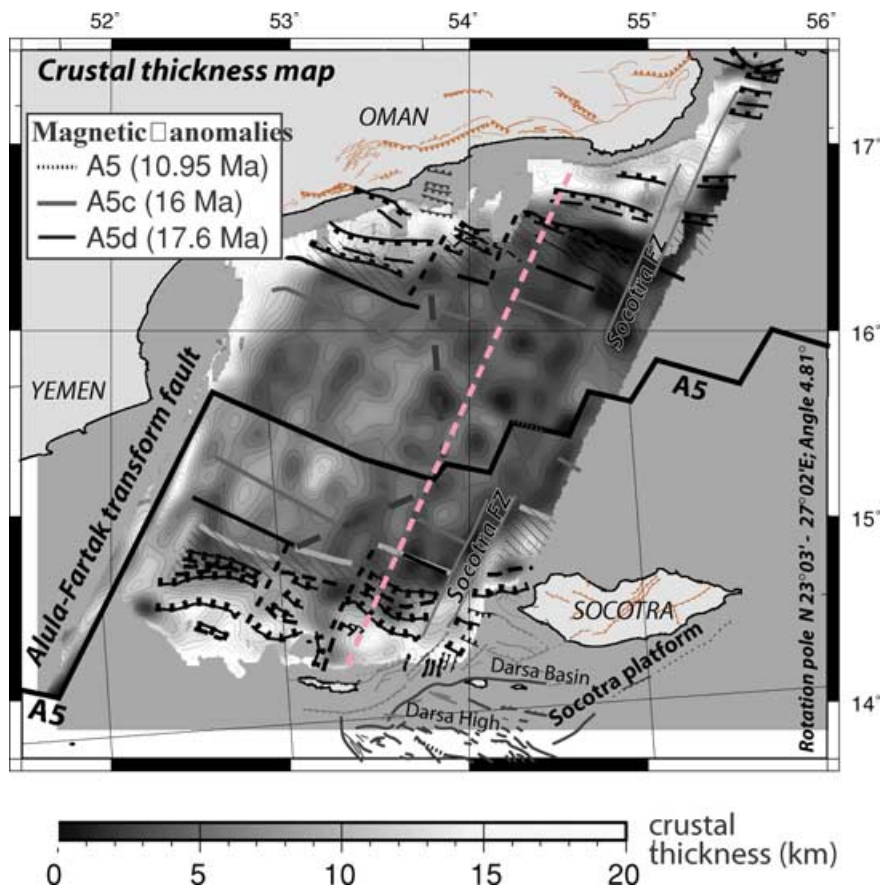 52° 53° 54° 55° 56°
Crustal thickness map
OMAN
Magnetic□anomalies
A5 (10.95 Ma)
A5c (16 Ma)
A5d (17.6 Ma)
17°
Socotra FZ
16°
YEMEN
A5
Alula-Fartak transform fault
Rotation pole N 23°03' - 27°02'E; Angle 4.81°
15°
Socotra FZ
SOCOTRA
Darsa Basin
Socotra platform
A5
14°
Darsa High
crustal
thickness (km)
0 5 10 15 20